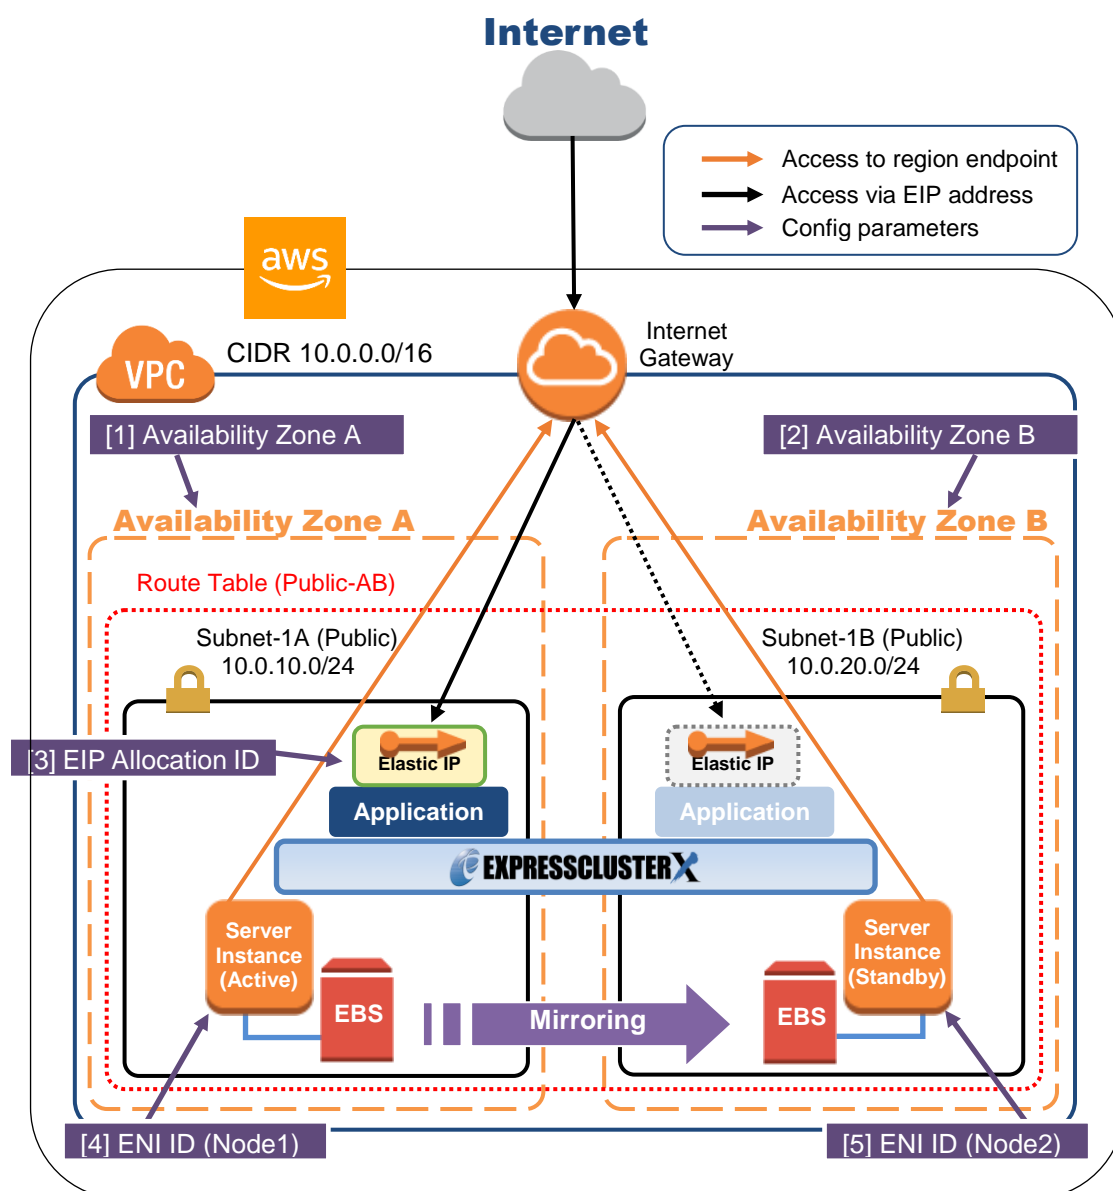 Internet
Access to region endpoint
Access via EIP address
Config parameters
aws
VPC
CIDR 10.0.0.0/16
Internet
Gateway
[1] Availability Zone A
[2] Availability Zone B
Availability Zone A
Availability Zone B
Route Table (Public-AB)
Subnet-1A (Public)
10.0.10.0/24
Subnet-1B (Public)
10.0.20.0/24
[3] EIP Allocation ID
Elastic IP
Elastic IP
Application
Application
EXPRESSCLUSTER X
Server
Instance
(Active)
Server
Instance
(Standby)
EBS
Mirroring
EBS
[4] ENI ID (Node1)
[5] ENI ID (Node2)